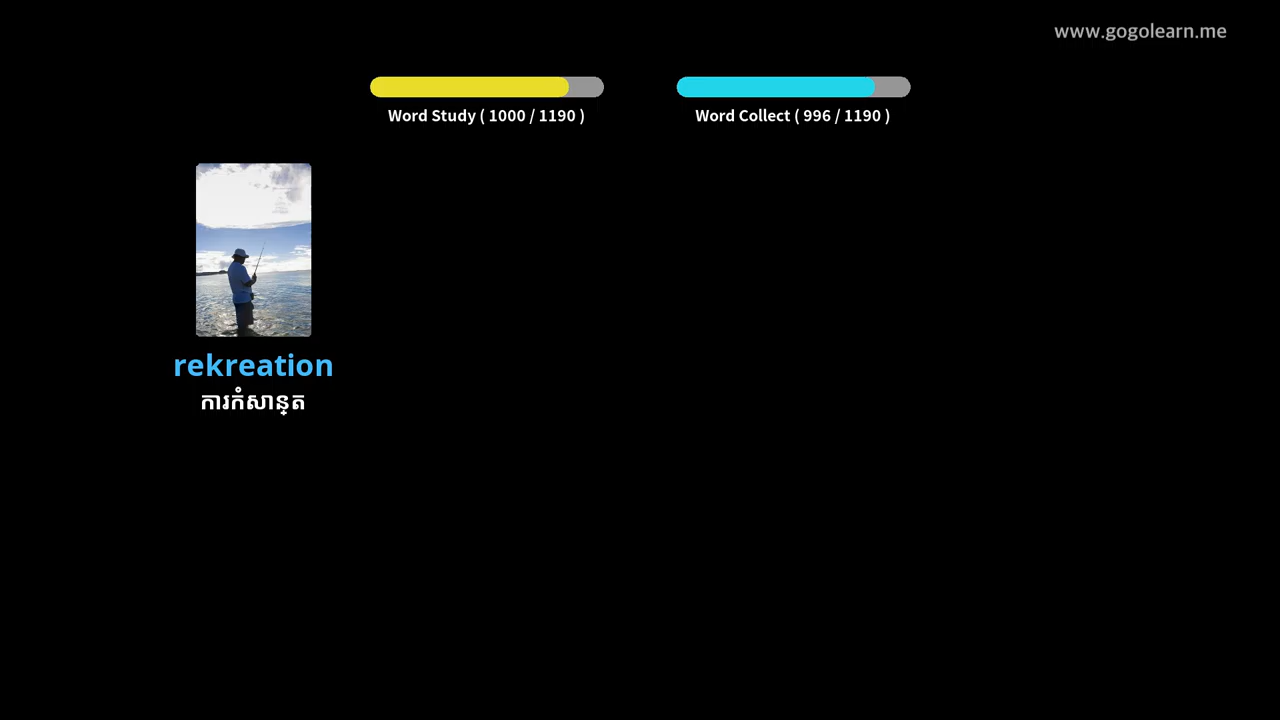 www.gogolearn.me
Word Study ( 1000 / 1190 )
Word Collect ( 996 / 1190 )
rekreation
ការកំសាន្ត